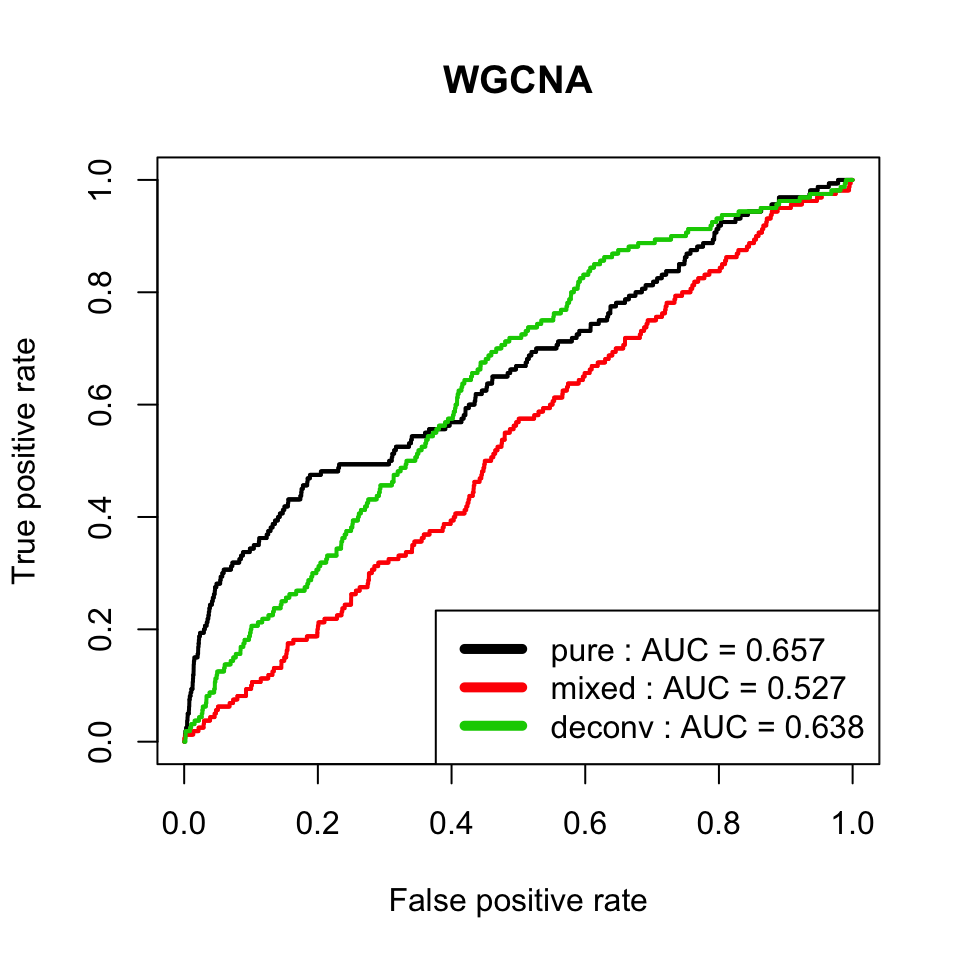 WGCNA
True positive rate
1.0
0.8
0.6
0.4
0.2
0.0
pure : AUC = 0.657
mixed : AUC = 0.527
deconv : AUC = 0.638
0.0 0.2 0.4 0.6 0.8 1.0
False positive rate